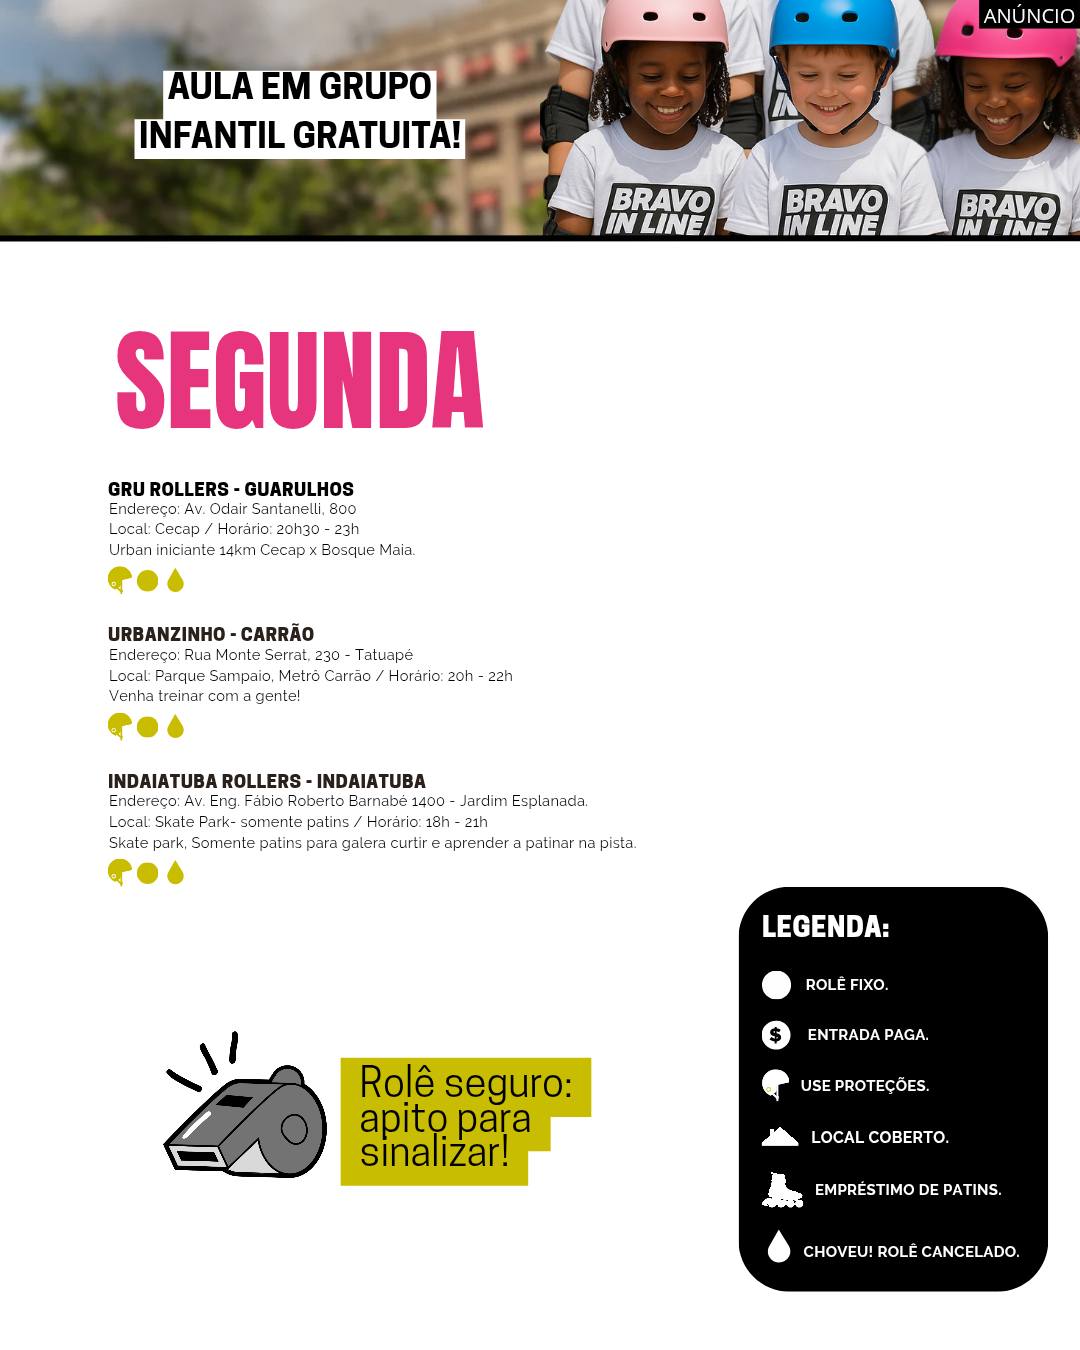 ANÚNCIO
AULA EM GRUPO
INFANTIL GRATUITA!
BRAVO
IN LINE
BRAVO
IN LINE
BRAVO
IN LINE
SEGUNDA
GRU ROLLERS - GUARULHOS
Endereço: Av. Odair Santanelli, 800
Local: Cecap / Horário: 20h30 - 23h
Urban iniciante 14km Cecap x Bosque Maia.
URBANZINHO - CARRÃO
Endereço: Rua Monte Serrat, 230 - Tatuapé
Local: Parque Sampaio, Metrô Carrão / Horário: 20h - 22h
Venha treinar com a gente!
INDAIATUBA ROLLERS - INDAIATUBA
Endereço: Av. Eng. Fábio Roberto Barnabé 1400 - Jardim Esplanada.
Local: Skate Park- somente patins / Horário: 18h - 21h
Skate park, Somente patins para galera curtir e aprender a patinar na pista.
Rolê seguro:
apito para
sinalizar!
LEGENDA:
ROLÊ FIXO.
$ ENTRADA PAGA.
USE PROTEÇÕES.
LOCAL COBERTO.
EMPRÉSTIMO DE PATINS.
CHOVEU! ROLÊ CANCELADO.